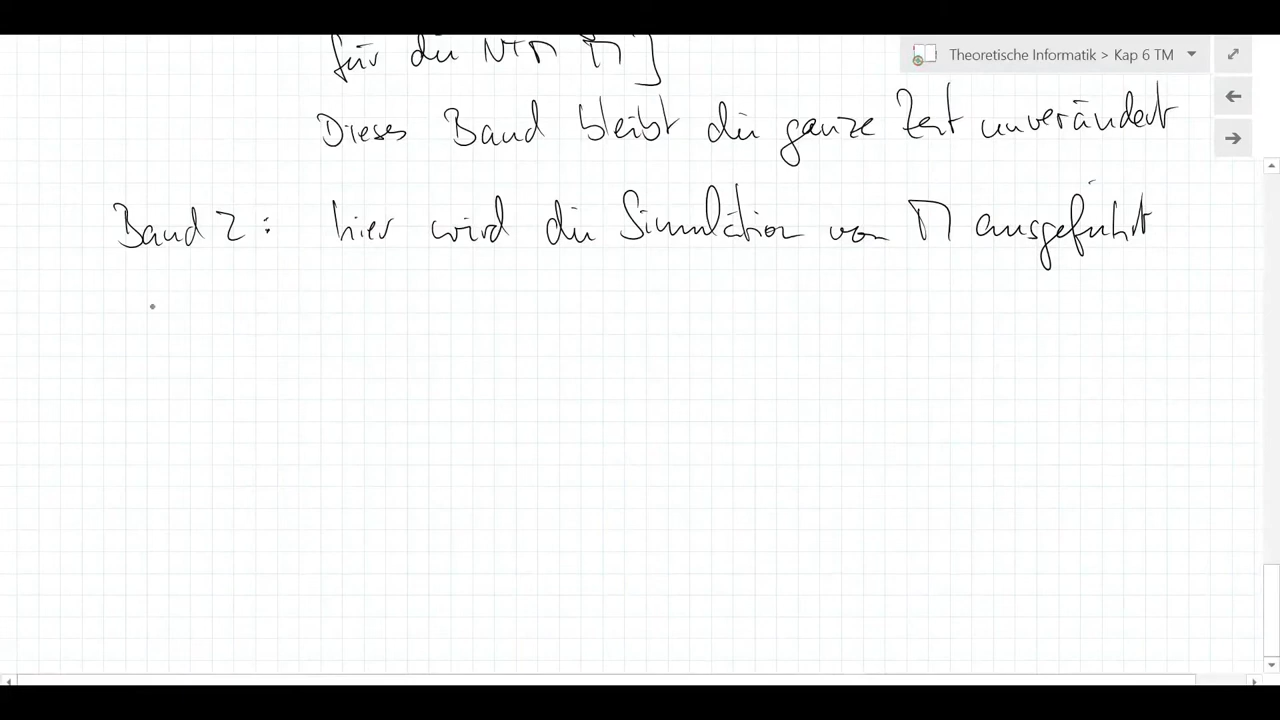 für die NTM M]
Theoretische Informatik > Kap 6 TM
Dieses Band bleibt die ganze Zeit unverändert
Band 2: hier wird die Simulation von M ausgeführt